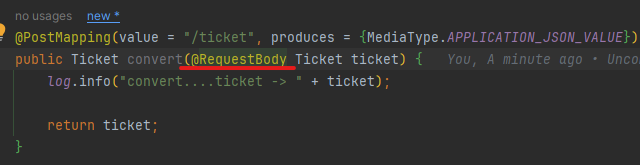 no usages   new *
@PostMapping(value = "/ticket", produces = {MediaType.APPLICATION_JSON_VALUE})
public Ticket convert(@RequestBody Ticket ticket) {   You, A minute ago • Uncon
    log.info("convert....ticket -> " + ticket);
    return ticket;
}